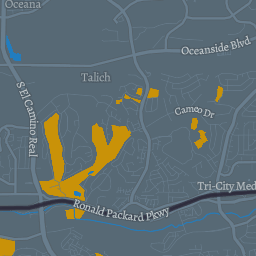 Oceana
Oceanside Blvd
Talich
S El Camino Real
Cameo Dr
Tri-City Med
Ronald Packard Pkwy